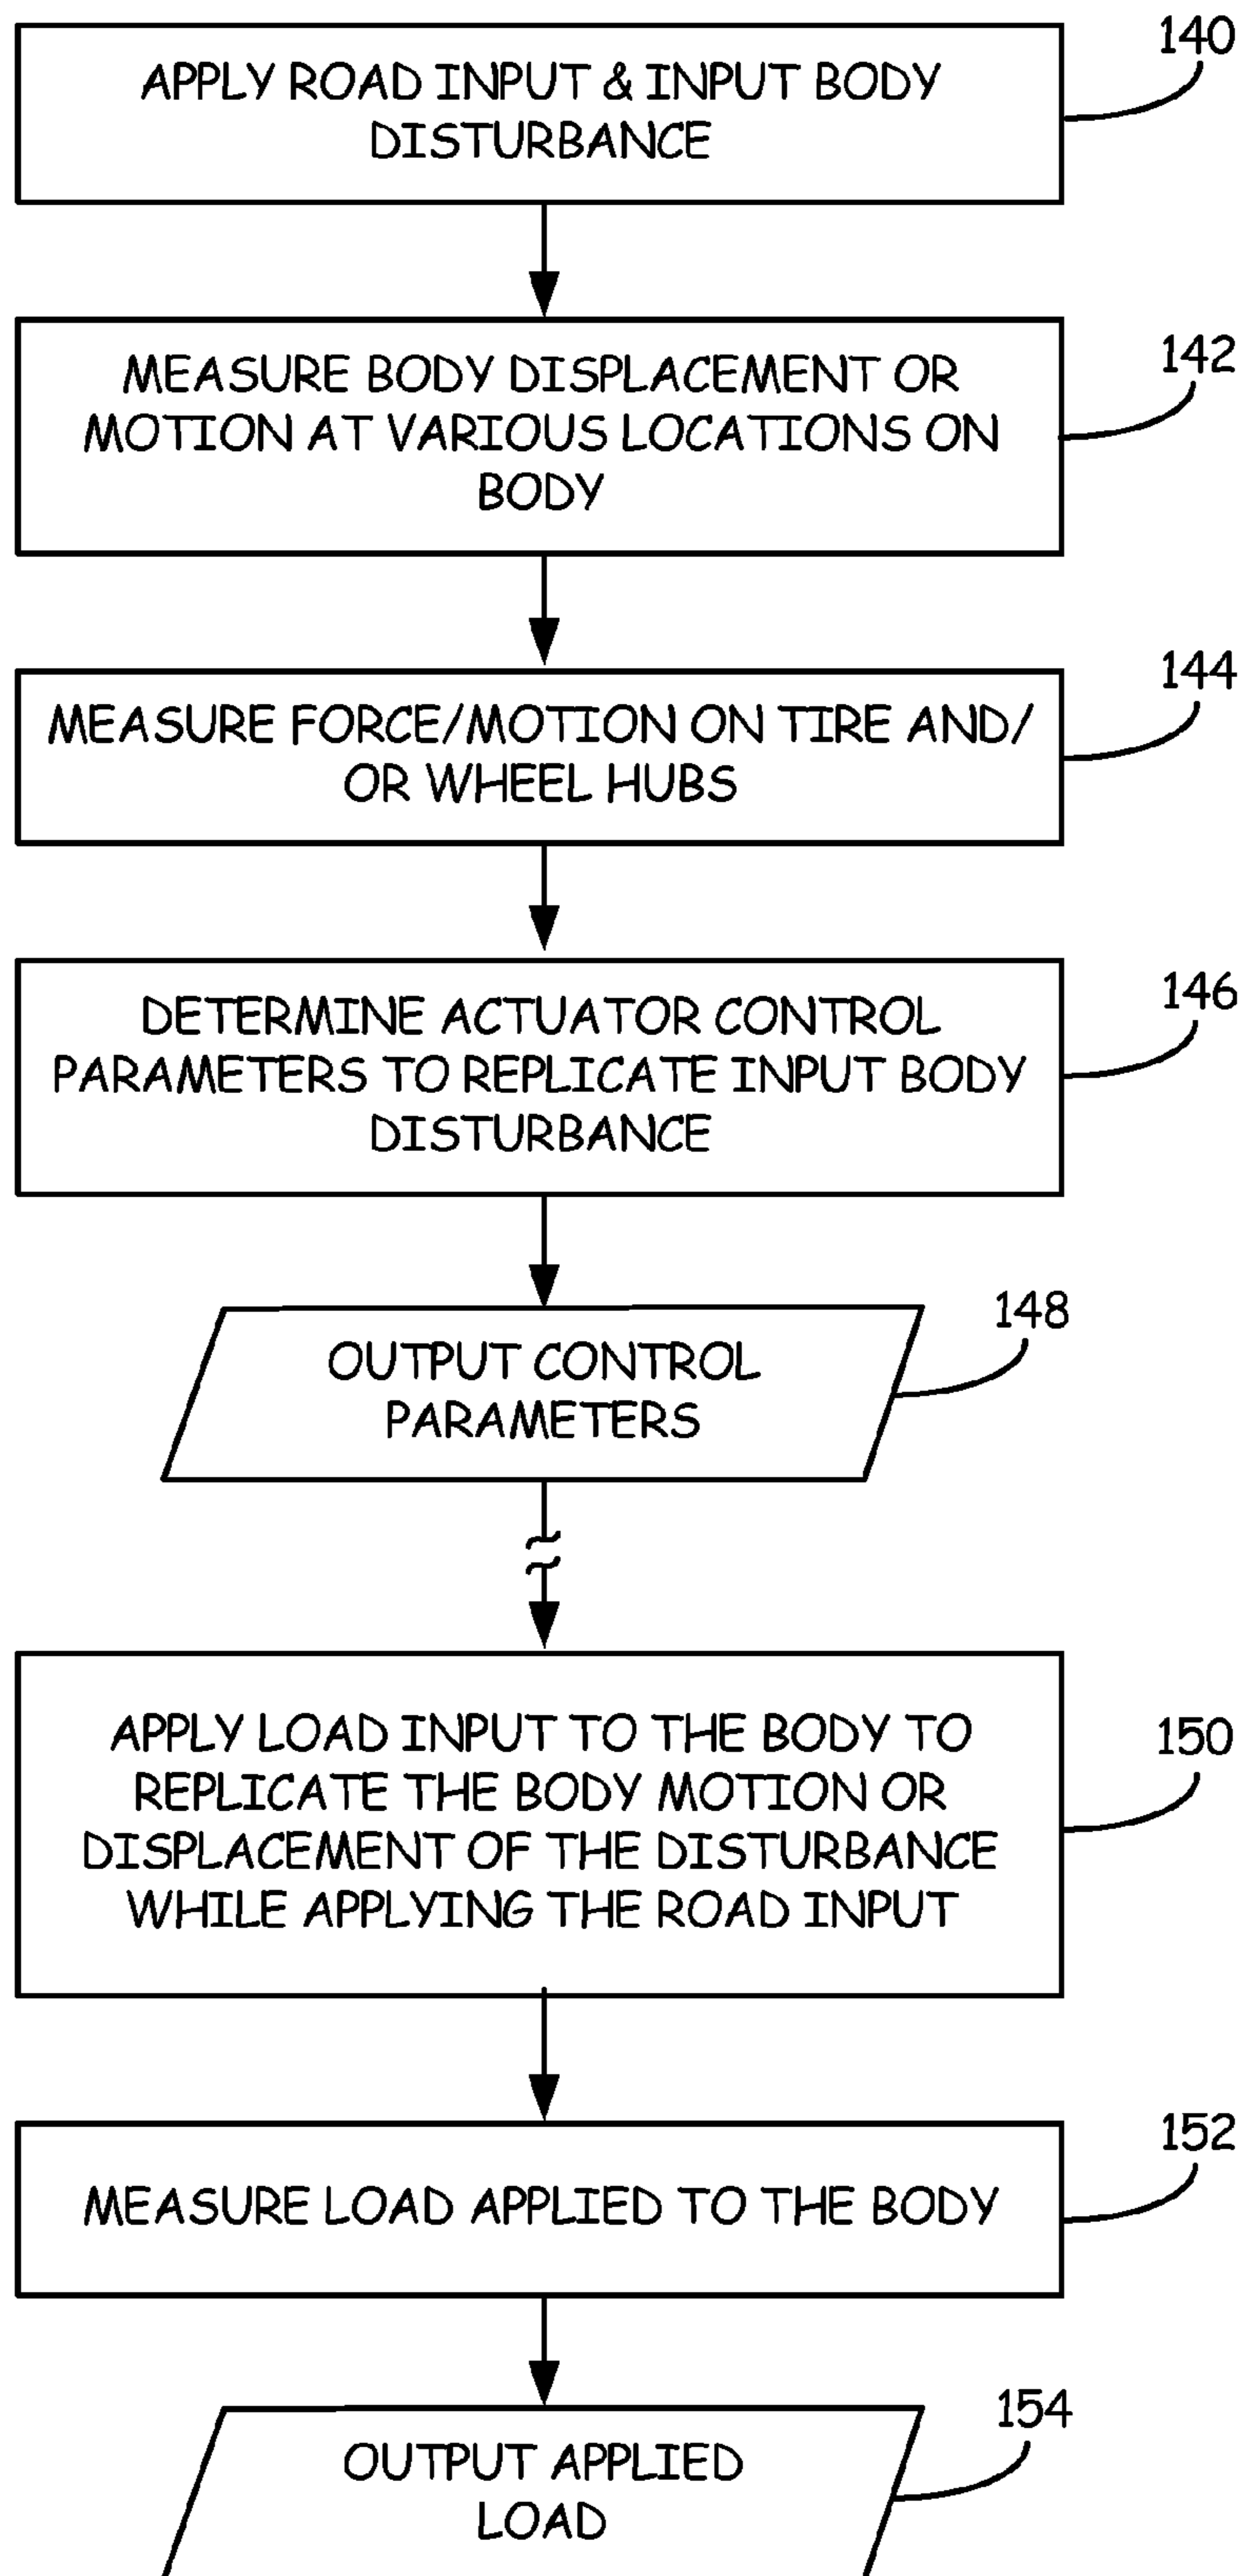 140
APPLY ROAD INPUT & INPUT BODY
DISTURBANCE
142
MEASURE BODY DISPLACEMENT OR
MOTION AT VARIOUS LOCATIONS ON
BODY
144
MEASURE FORCE/MOTION ON TIRE AND/
OR WHEEL HUBS
146
DETERMINE ACTUATOR CONTROL
PARAMETERS TO REPLICATE INPUT BODY
DISTURBANCE
148
OUTPUT CONTROL
PARAMETERS
150
APPLY LOAD INPUT TO THE BODY TO
REPLICATE THE BODY MOTION OR
DISPLACEMENT OF THE DISTURBANCE
WHILE APPLYING THE ROAD INPUT
152
MEASURE LOAD APPLIED TO THE BODY
154
OUTPUT APPLIED
LOAD